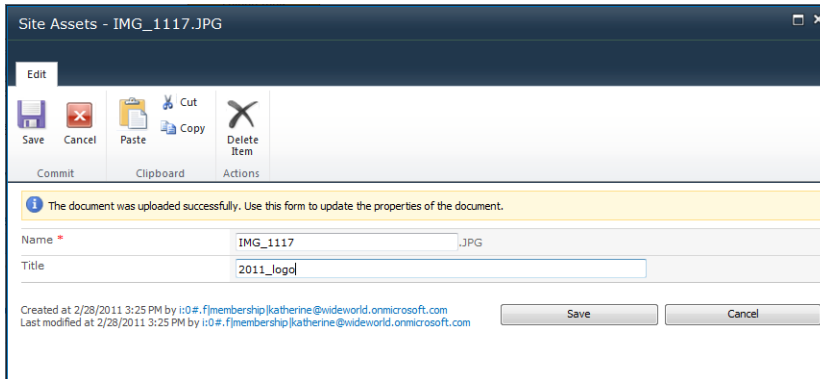 Site Assets - IMG_1117.JPG
Edit
Save
Cancel
Paste
Cut
Copy
Delete
Item
Commit
Clipboard
Actions
The document was uploaded successfully. Use this form to update the properties of the document.
Name *
IMG_1117
.JPG
Title
2011_logo
Created at 2/28/2011 3:25 PM by i:0#.f|membership|katherine@wideworld.onmicrosoft.com
Last modified at 2/28/2011 3:25 PM by i:0#.f|membership|katherine@wideworld.onmicrosoft.com
Save
Cancel